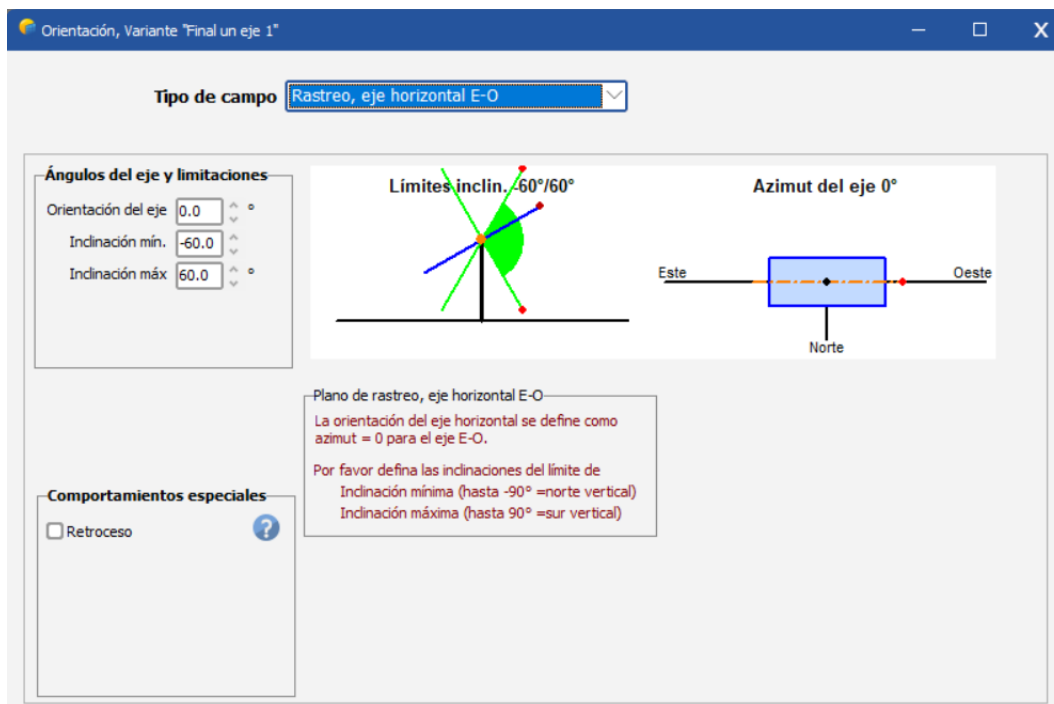 Orientación, Variante "Final un eje 1"
Tipo de campo Rastreo, eje horizontal E-O
Ángulos del eje y limitaciones
Orientación del eje 0.0 °
Inclinación mín. -60.0
Inclinación máx 60.0 °
Límites inclin. -60°/60°
Azimut del eje 0°
Este
Oeste
Norte
Plano de rastreo, eje horizontal E-O
La orientación del eje horizontal se define como
azimut = 0 para el eje E-O.
Por favor defina las inclinaciones del límite de
Inclinación mínima (hasta -90° =norte vertical)
Inclinación máxima (hasta 90° =sur vertical)
Comportamientos especiales
Retroceso
?